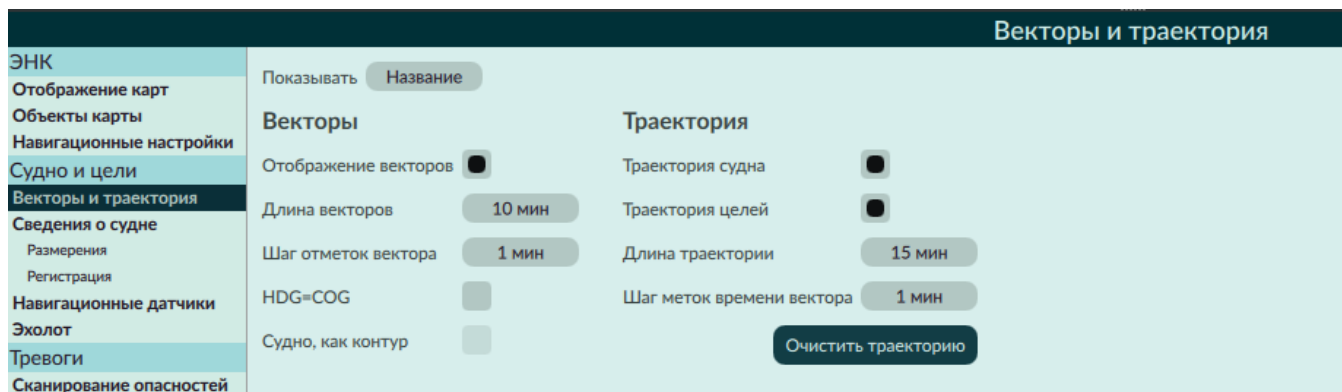 Векторы и траектория
ЭНК
Отображение карт
Объекты карты
Навигационные настройки
Судно и цели
Векторы и траектория
Сведения о судне
Размерения
Регистрация
Навигационные датчики
Эхолот
Тревоги
Сканирование опасностей
Показывать Название
Векторы
Отображение векторов
Длина векторов 10 мин
Шаг отметок вектора 1 мин
HDG=COG
Судно, как контур
Траектория
Траектория судна
Траектория целей
Длина траектории 15 мин
Шаг меток времени вектора 1 мин
Очистить траекторию